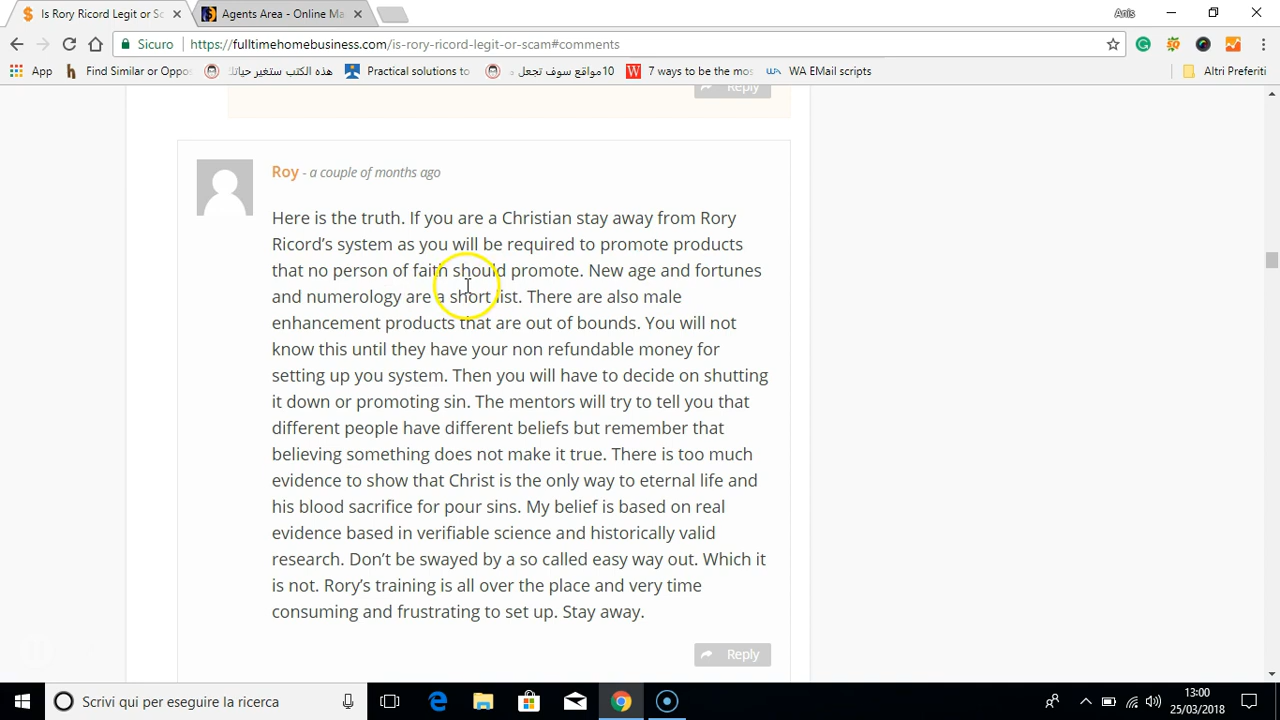 Is Rory Ricord Legit or Sc
Agents Area - Online Ma
Anis
Sicuro
https://fulltimehomebusiness.com/is-rory-ricord-legit-or-scam#comments
App
Find Similar or Oppos
هذه الكتب ستغير حياتك
Practical solutions to
10مواقع سوف تجعل
7 ways to be the mos
WA EMail scripts
Altri Preferiti
Reply
Roy - a couple of months ago
Here is the truth. If you are a Christian stay away from Rory
Ricord’s system as you will be required to promote products
that no person of faith should promote. New age and fortunes
and numerology are a short list. There are also male
enhancement products that are out of bounds. You will not
know this until they have your non refundable money for
setting up you system. Then you will have to decide on shutting
it down or promoting sin. The mentors will try to tell you that
different people have different beliefs but remember that
believing something does not make it true. There is too much
evidence to show that Christ is the only way to eternal life and
his blood sacrifice for pour sins. My belief is based on real
evidence based in verifiable science and historically valid
research. Don’t be swayed by a so called easy way out. Which it
is not. Rory’s training is all over the place and very time
consuming and frustrating to set up. Stay away.
Reply
Scrivi qui per eseguire la ricerca
13:00
25/03/2018